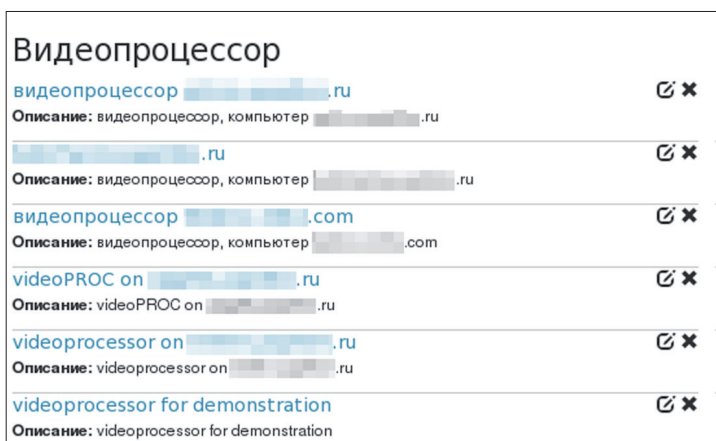 Видеопроцессор
видеопроцессор .ru
Описание: видеопроцессор, компьютер .ru
.ru
Описание: видеопроцессор, компьютер .ru
видеопроцессор .com
Описание: видеопроцессор, компьютер .com
videoPROC on .ru
Описание: videoPROC on .ru
videoprocessor on .ru
Описание: videoprocessor on .ru
videoprocessor for demonstration
Описание: videoprocessor for demonstration